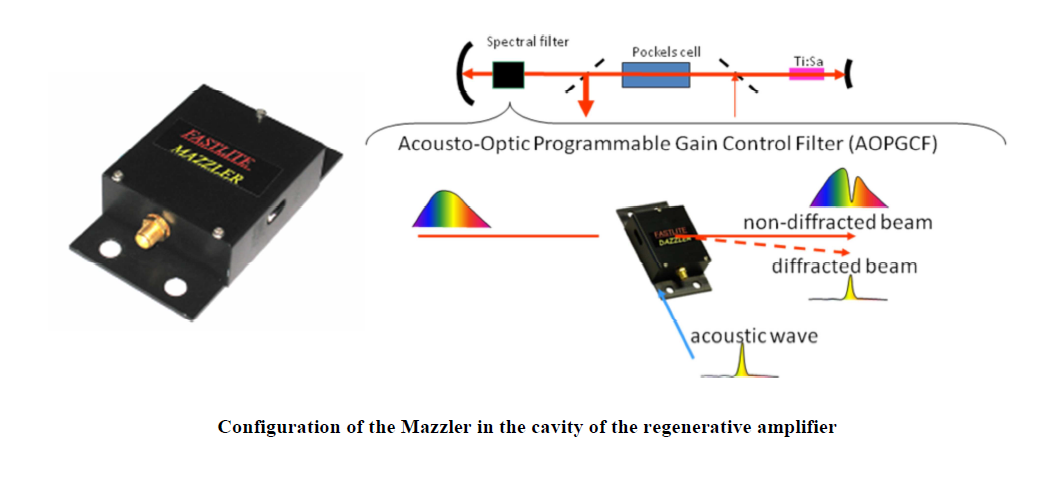 Spectral filter
Pockels cell
Ti:Sa
FASTLITE
MAZZLER
Acousto-Optic Programmable Gain Control Filter (AOPGCF)
non-diffracted beam
FASTLITE
DAZZLER
diffracted beam
acoustic wave
Configuration of the Mazzler in the cavity of the regenerative amplifier